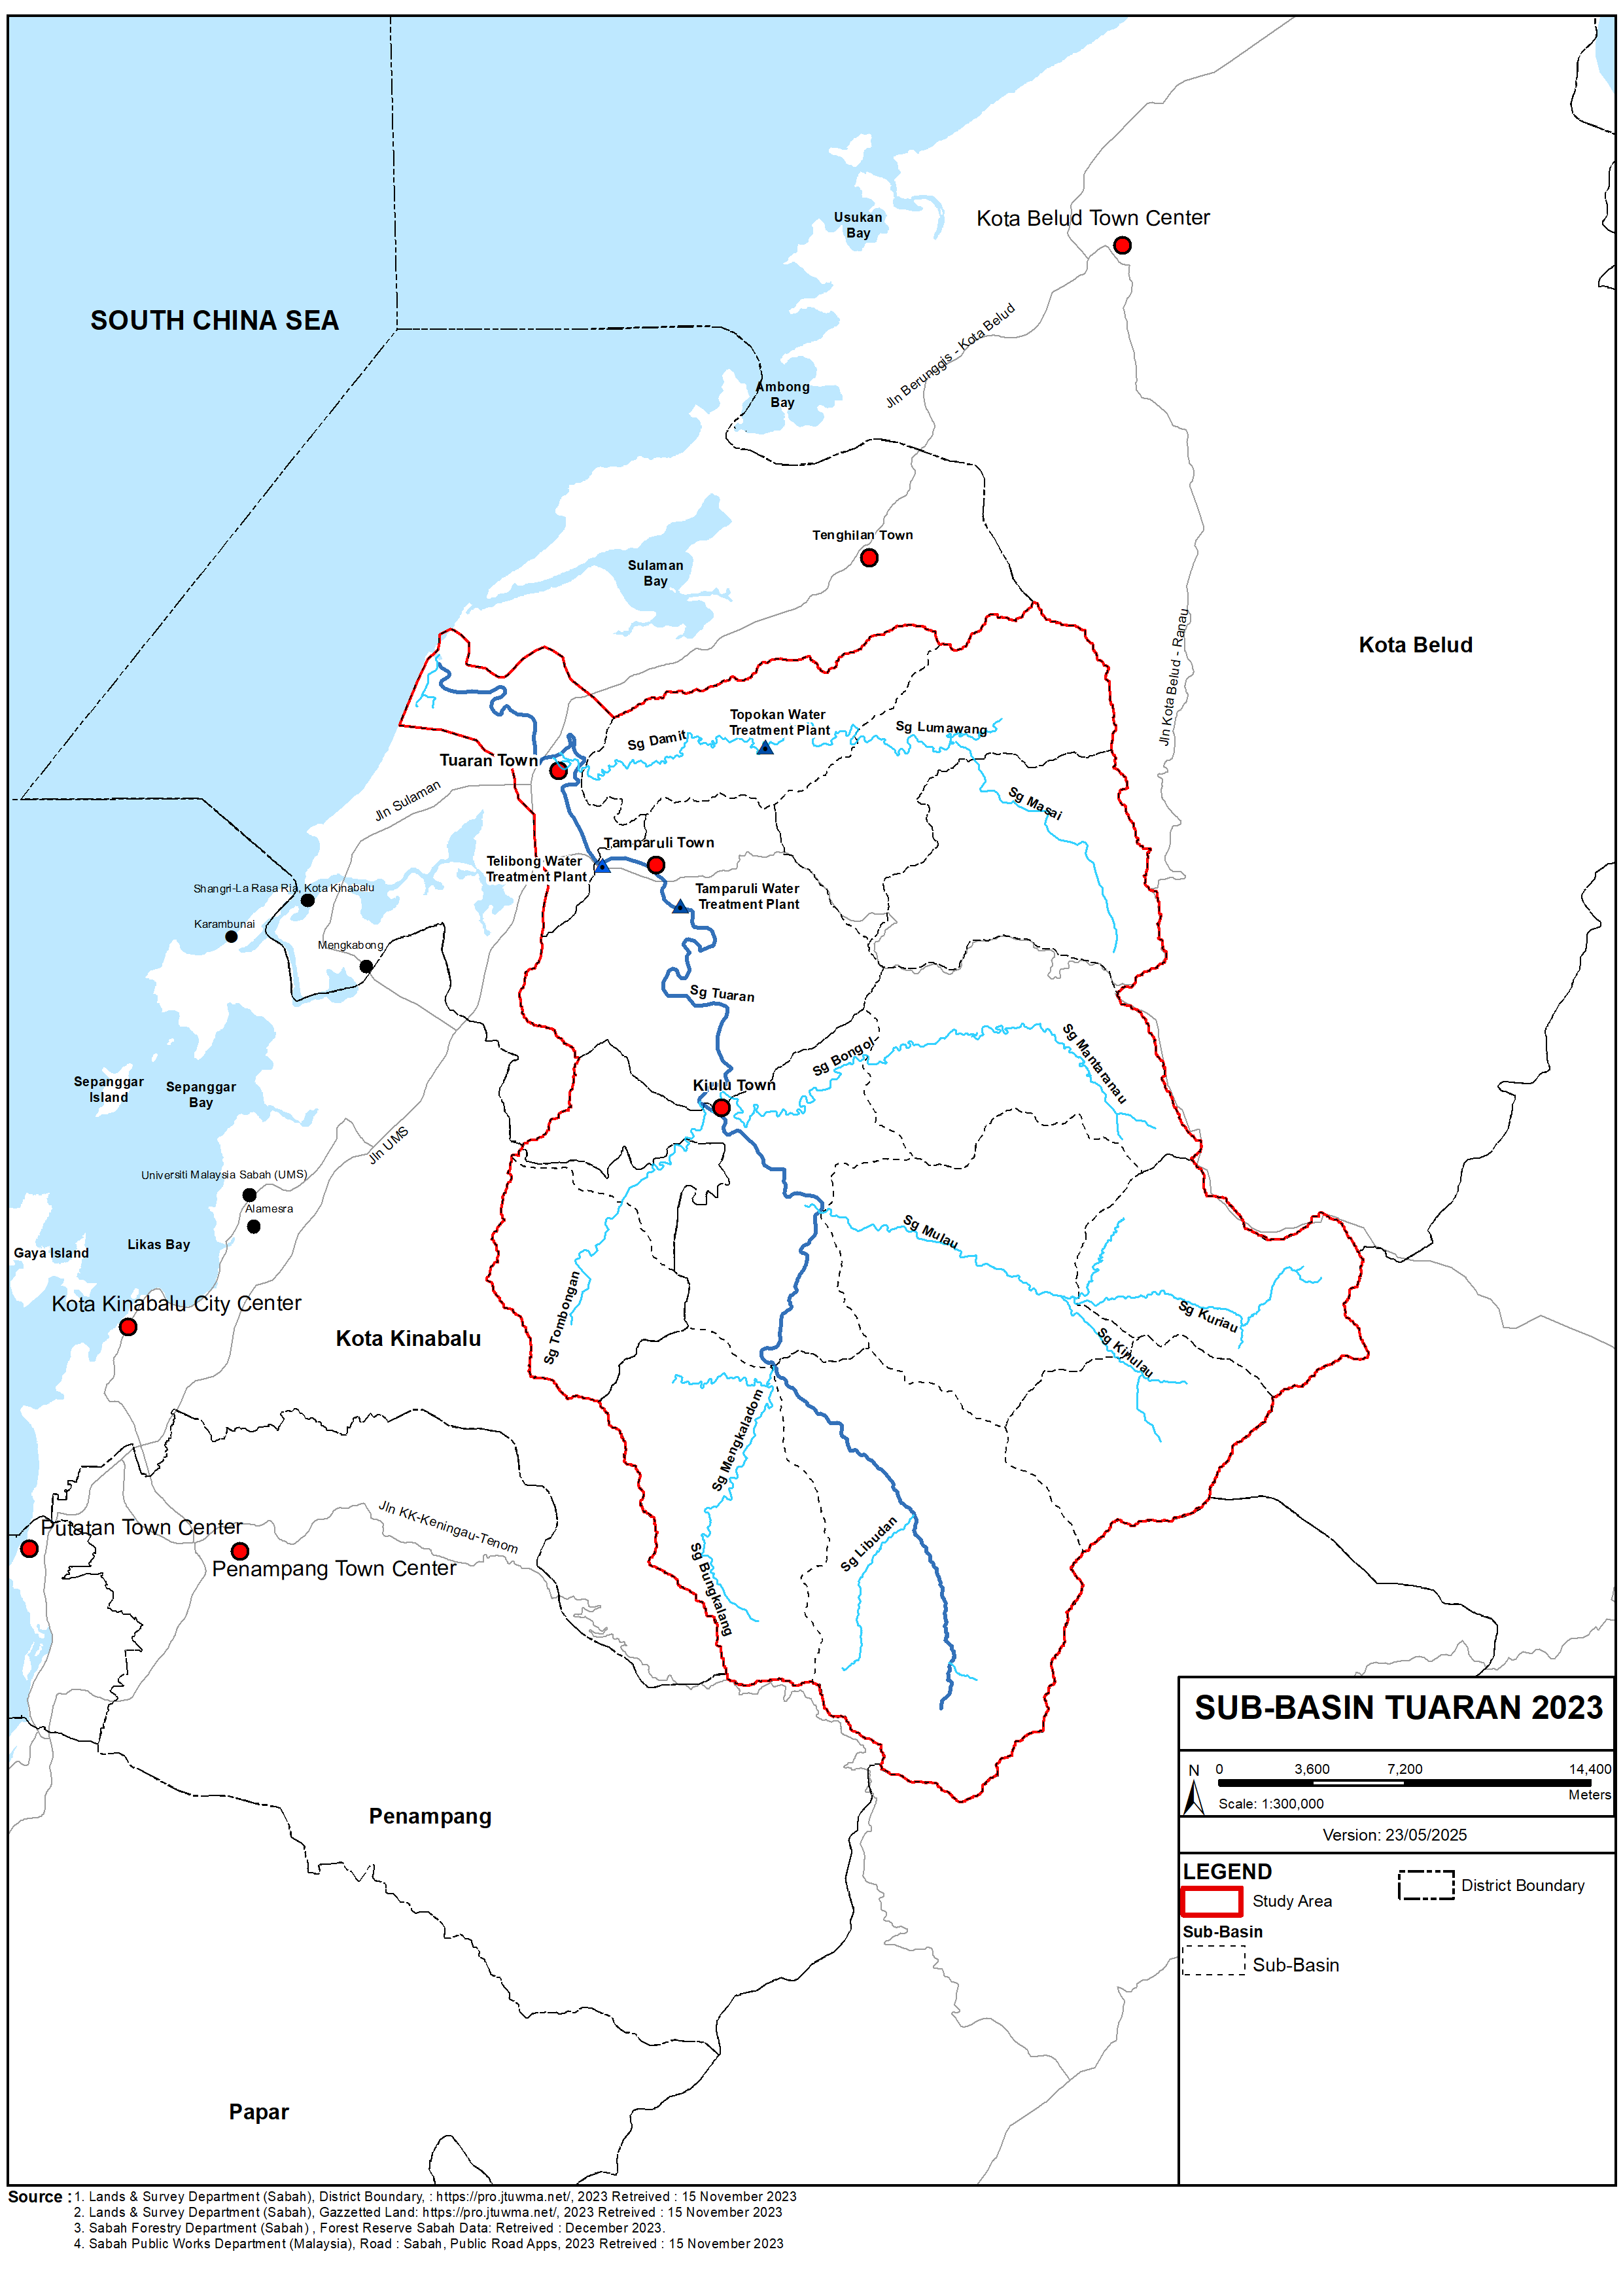 Usukan
Bay
Kota Belud Town Center
SOUTH CHINA SEA
Jln Berunggis - Kota Belud
Ambong
Bay
Tenghilan Town
Sulaman
Bay
Jln Kota Belud - Ranau
Kota Belud
Topokan Water
Treatment Plant
Sg Lumawang
Sg Damit
Tuaran Town
Jln Sulaman
Sg Masai
Tamparuli Town
Telibong Water
Treatment Plant
Shangri-La Rasa Ria, Kota Kinabalu
Tamparuli Water
Treatment Plant
Karambunai
Mengkabong
Sg Tuaran
Sg Bongol
Sg Mantaranau
Sepanggar
Island
Sepanggar
Bay
Kiulu Town
Jln UMS
Universiti Malaysia Sabah (UMS)
Alamesra
Likas Bay
Gaya Island
Sg Mulau
Kota Kinabalu City Center
Sg Tombongan
Sg Kuriau
Kota Kinabalu
Sg Kinulau
Sg Mengkaladom
Jln KK-Keningau-Tenom
Putatan Town Center
Penampang Town Center
Sg Libudan
Sg Bungkalang
Penampang
Papar
SUB-BASIN TUARAN 2023
N
0 3,600 7,200 14,400
Meters
Scale: 1:300,000
Version: 23/05/2025
LEGEND
Study Area
District Boundary
Sub-Basin
Sub-Basin
Source : 1. Lands & Survey Department (Sabah), District Boundary, : https://pro.jtuwma.net/, 2023 Retreived : 15 November 2023
2. Lands & Survey Department (Sabah), Gazzetted Land: https://pro.jtuwma.net/, 2023 Retreived : 15 November 2023
3. Sabah Forestry Department (Sabah) , Forest Reserve Sabah Data: Retreived : December 2023.
4. Sabah Public Works Department (Malaysia), Road : Sabah, Public Road Apps, 2023 Retreived : 15 November 2023